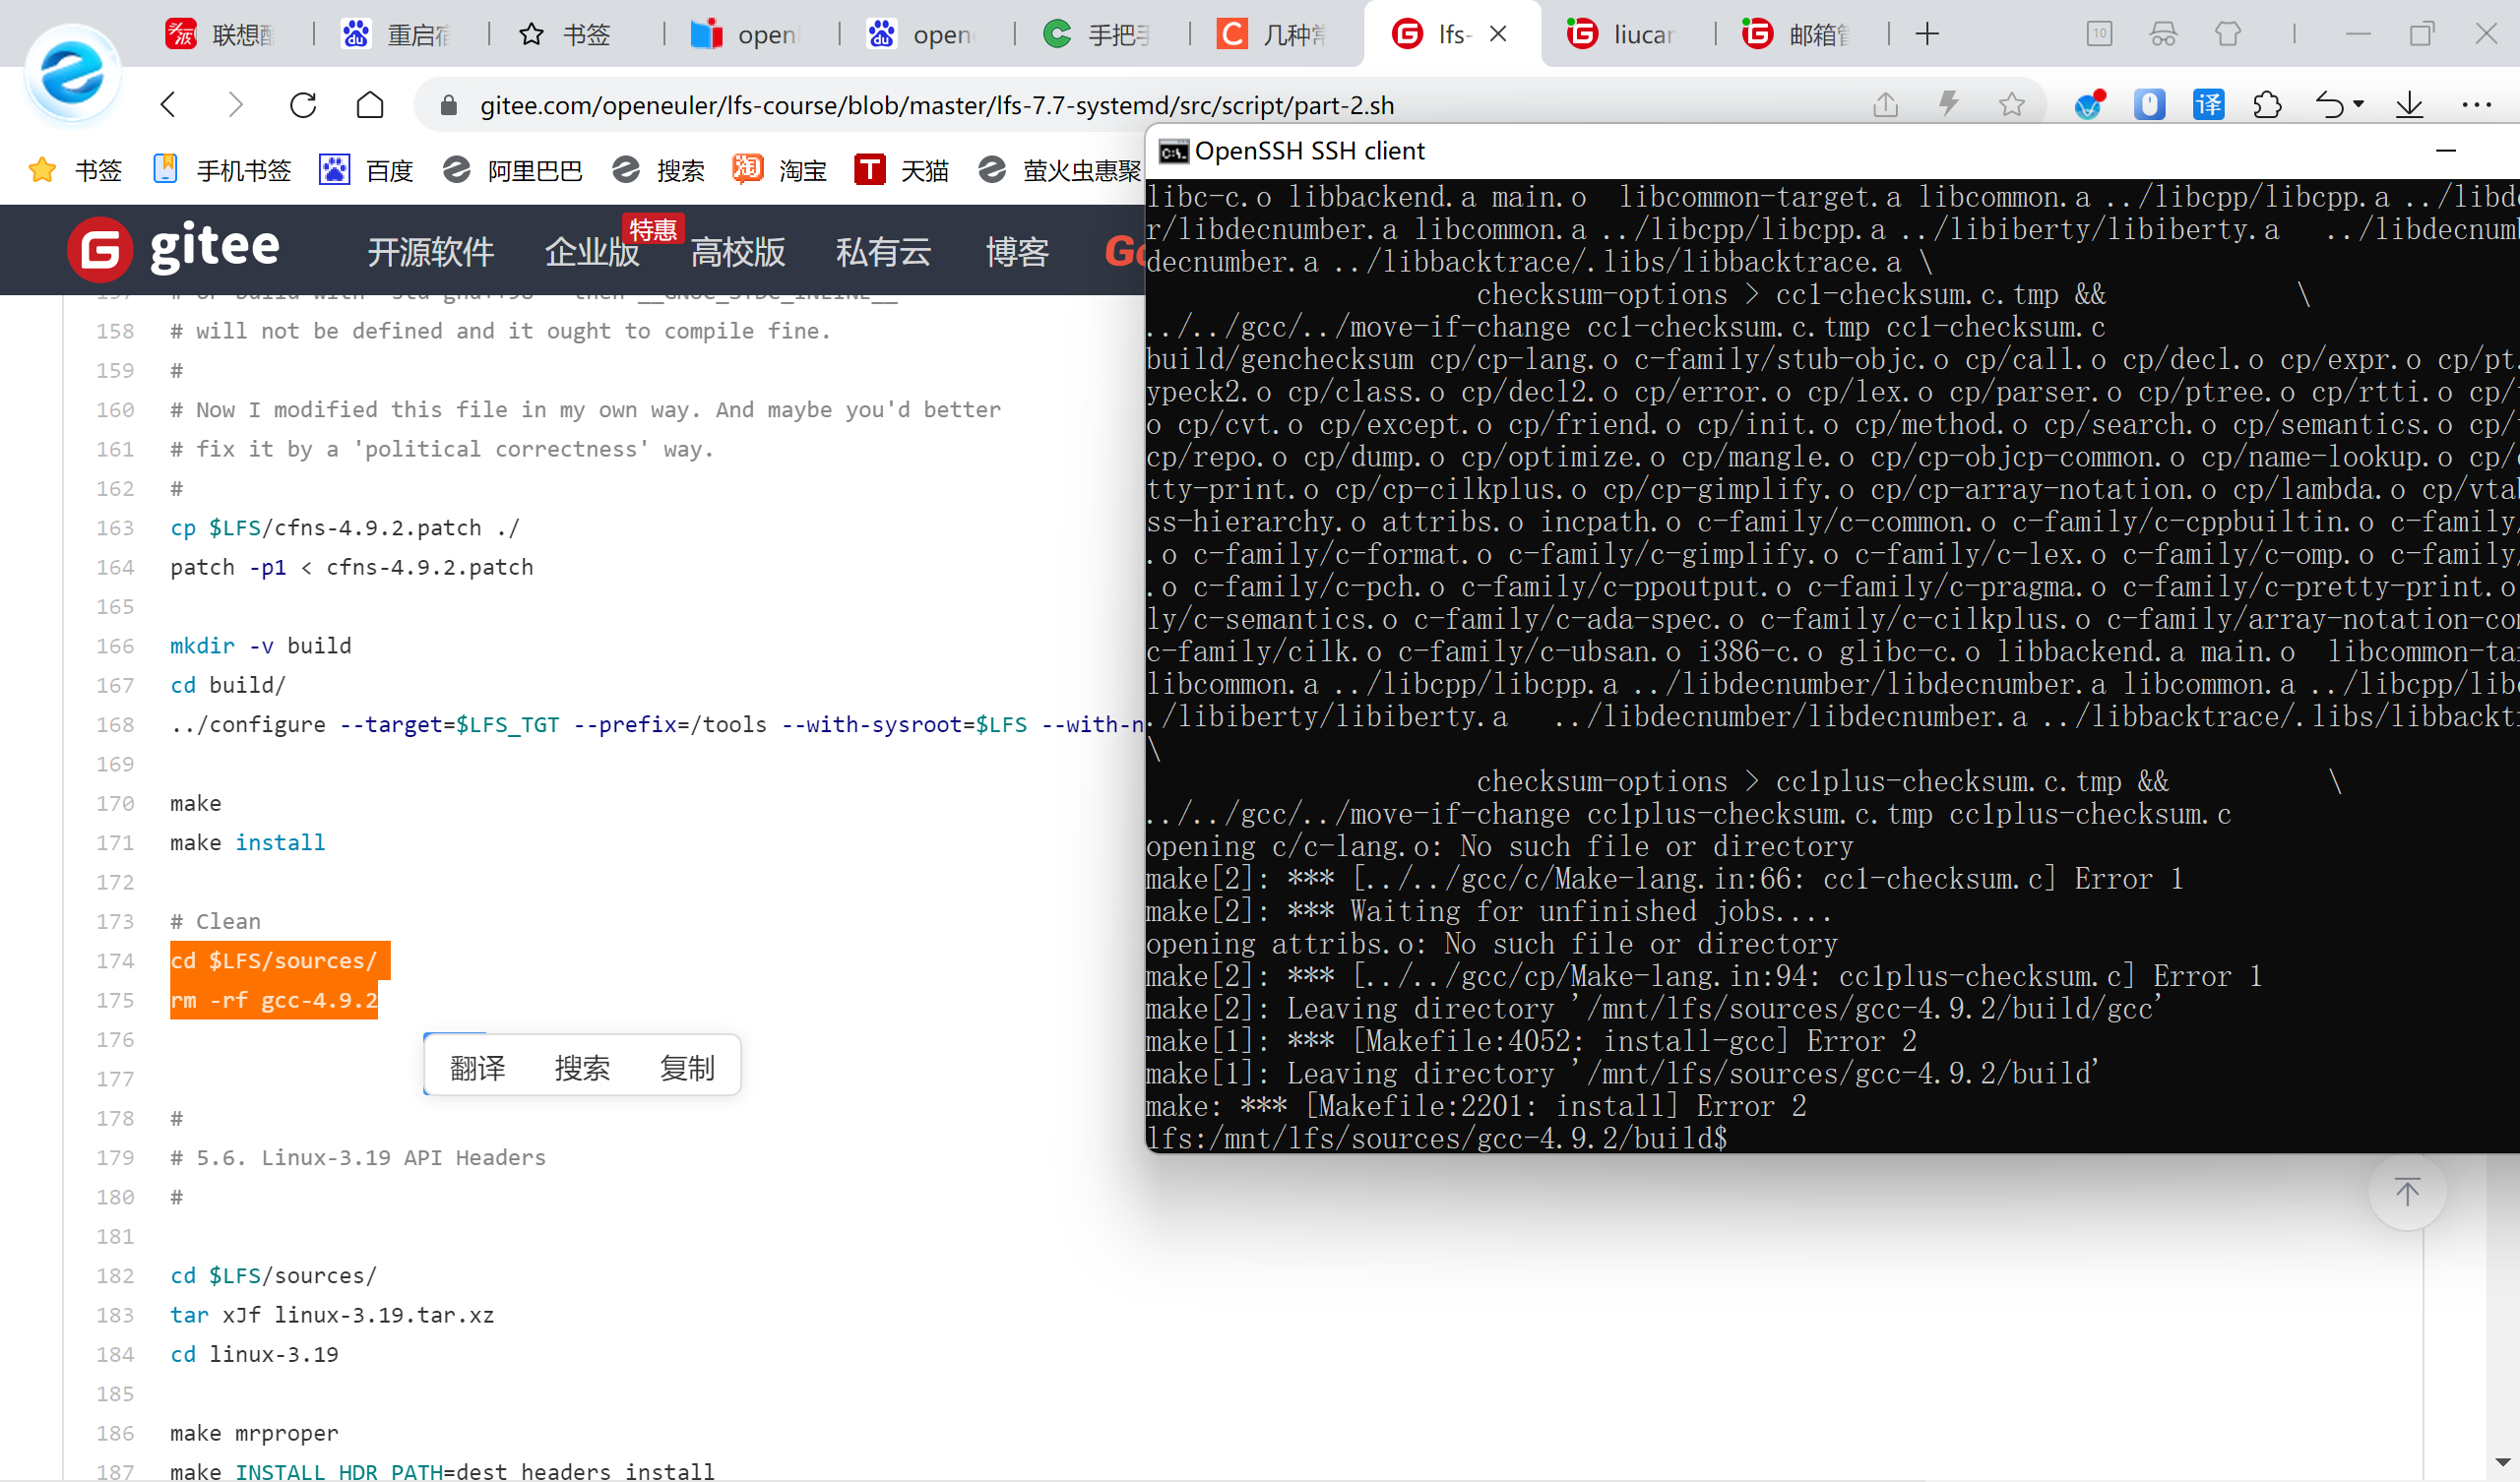 联想酷
重启宿
书签
openl
open
手把手
几种常
lfs-
liucan
邮箱管
10
gitee.com/openeuler/lfs-course/blob/master/lfs-7.7-systemd/src/script/part-2.sh
译
书签
手机书签
百度
阿里巴巴
搜索
淘宝
天猫
萤火虫惠聚
gitee
开源软件
企业版
特惠
高校版
私有云
博客
Go
158 # will not be defined and it ought to compile fine.
159 #
160 # Now I modified this file in my own way. And maybe you'd better
161 # fix it by a 'political correctness' way.
162 #
163 cp $LFS/cfns-4.9.2.patch ./
164 patch -p1 < cfns-4.9.2.patch
165
166 mkdir -v build
167 cd build/
168 ../configure --target=$LFS_TGT --prefix=/tools --with-sysroot=$LFS --with-n
169
170 make
171 make install
172
173 # Clean
174 cd $LFS/sources/
175 rm -rf gcc-4.9.2
176
177
翻译 搜索 复制
178 #
179 # 5.6. Linux-3.19 API Headers
180 #
181
182 cd $LFS/sources/
183 tar xJf linux-3.19.tar.xz
184 cd linux-3.19
185
186 make mrproper
187 make INSTALL_HDR_PATH=dest headers_install
OpenSSH SSH client
libc-c.o libbackend.a main.o libcommon-target.a libcommon.a ../libcpp/libcpp.a ../libde
r/libdecnumber.a libcommon.a ../libcpp/libcpp.a ../libiberty/libiberty.a ../libdecnumb
decnumber.a ../libbacktrace/.libs/libbacktrace.a \
checksum-options > cc1-checksum.c.tmp && \
../../gcc/../move-if-change cc1-checksum.c.tmp cc1-checksum.c
build/genchecksum cp/cp-lang.o c-family/stub-objc.o cp/call.o cp/decl.o cp/expr.o cp/pt.
ypeck2.o cp/class.o cp/decl2.o cp/error.o cp/lex.o cp/parser.o cp/ptree.o cp/rtti.o cp/
o cp/cvt.o cp/except.o cp/friend.o cp/init.o cp/method.o cp/search.o cp/semantics.o cp/
cp/repo.o cp/dump.o cp/optimize.o cp/mangle.o cp/cp-objcp-common.o cp/name-lookup.o cp/
tty-print.o cp/cp-cilkplus.o cp/cp-gimplify.o cp/cp-array-notation.o cp/lambda.o cp/vtab
ss-hierarchy.o attribs.o incpath.o c-family/c-common.o c-family/c-cppbuiltin.o c-family/
.o c-family/c-format.o c-family/c-gimplify.o c-family/c-lex.o c-family/c-omp.o c-family/
.o c-family/c-pch.o c-family/c-ppoutput.o c-family/c-pragma.o c-family/c-pretty-print.o
ly/c-semantics.o c-family/c-ada-spec.o c-family/c-cilkplus.o c-family/array-notation-co
c-family/cilk.o c-family/c-ubsan.o i386-c.o glibc-c.o libbackend.a main.o libcommon-ta
libcommon.a ../libcpp/libcpp.a ../libdecnumber/libdecnumber.a libcommon.a ../libcpp/lib
./libiberty/libiberty.a ../libdecnumber/libdecnumber.a ../libbacktrace/.libs/libbackt
\
checksum-options > cc1plus-checksum.c.tmp && \
../../gcc/../move-if-change cc1plus-checksum.c.tmp cc1plus-checksum.c
opening c/c-lang.o: No such file or directory
make[2]: *** [../../gcc/c/Make-lang.in:66: cc1-checksum.c] Error 1
make[2]: *** Waiting for unfinished jobs....
opening attribs.o: No such file or directory
make[2]: *** [../../gcc/cp/Make-lang.in:94: cc1plus-checksum.c] Error 1
make[2]: Leaving directory '/mnt/lfs/sources/gcc-4.9.2/build/gcc'
make[1]: *** [Makefile:4052: install-gcc] Error 2
make[1]: Leaving directory '/mnt/lfs/sources/gcc-4.9.2/build'
make: *** [Makefile:2201: install] Error 2
lfs:/mnt/lfs/sources/gcc-4.9.2/build$